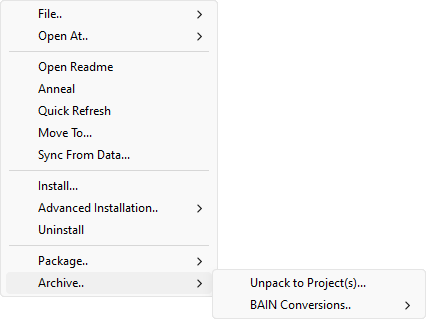 File..
Open At..
Open Readme
Anneal
Quick Refresh
Move To...
Sync From Data...
Install...
Advanced Installation..
Uninstall
Package..
Archive..
Unpack to Project(s)...
BAIN Conversions..